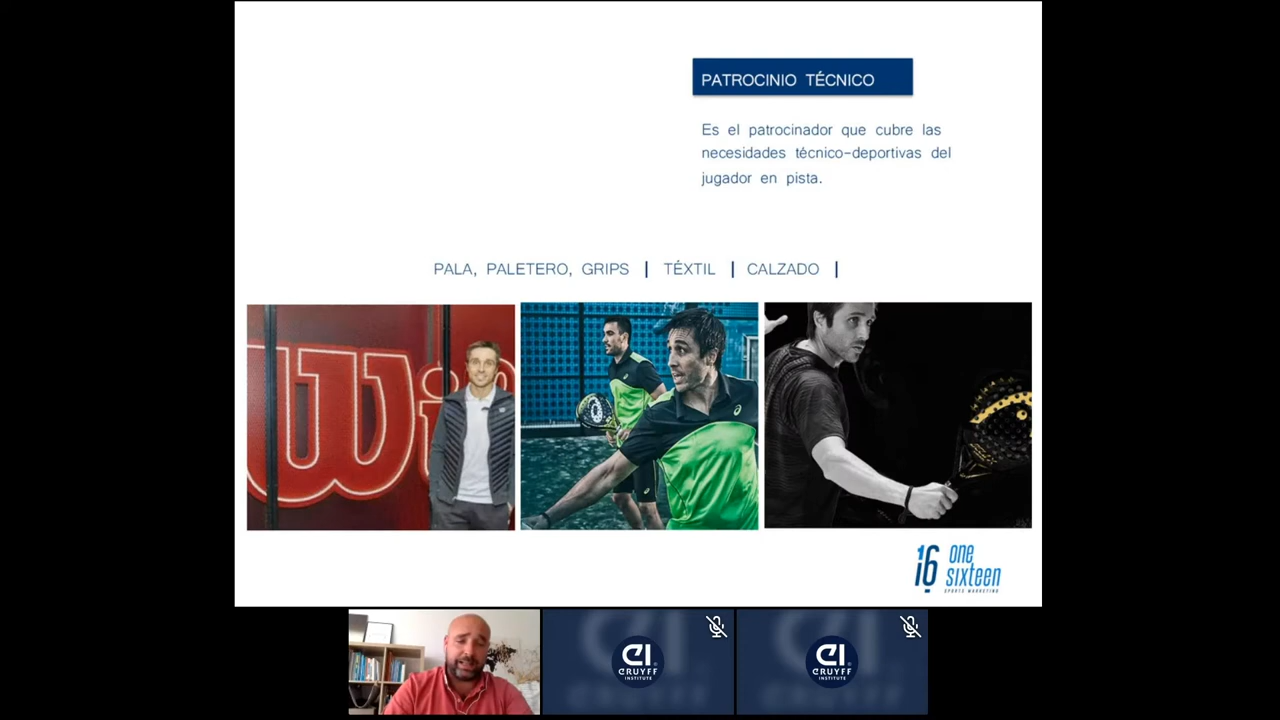 PATROCINIO TÉCNICO
Es el patrocinador que cubre las
necesidades técnico-deportivas del
jugador en pista.
PALA, PALETERO, GRIPS | TÉXTIL | CALZADO |
Wi
16 one
sixteen
SPORTS MARKETING
CRUYFF
INSTITUTE
CRUYFF
INSTITUTE